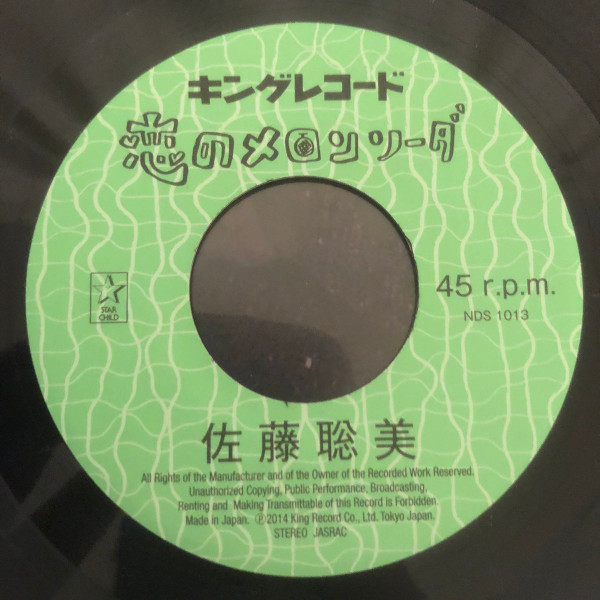 キングレコード
恋のメロンソーダ
STAR
CHILD
45 r.p.m.
NDS 1013
佐藤聡美
All Rights of the Manufacturer and of the Owner of the Recorded Work Reserved.
Unauthorized Copying, Public Performance, Broadcasting,
Renting and Making Transmittable of this Record is Forbidden.
Made in Japan. Ⓟ 2014 King Record Co., Ltd. Tokyo Japan.
STEREO JASRAC